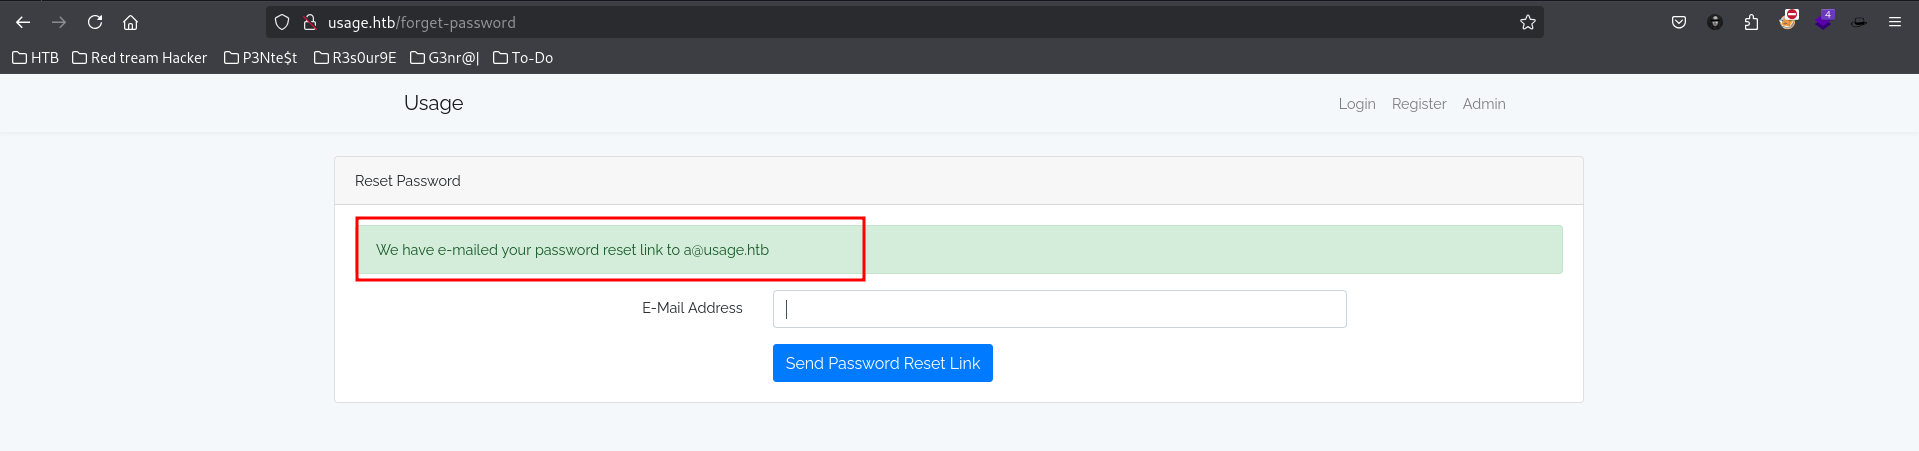 usage.htb/forget-password
4
HTB Red tream Hacker P3Nte$t R3s0ur9E G3nr@| To-Do
Usage Login Register Admin
Reset Password
We have e-mailed your password reset link to a@usage.htb
E-Mail Address
Send Password Reset Link